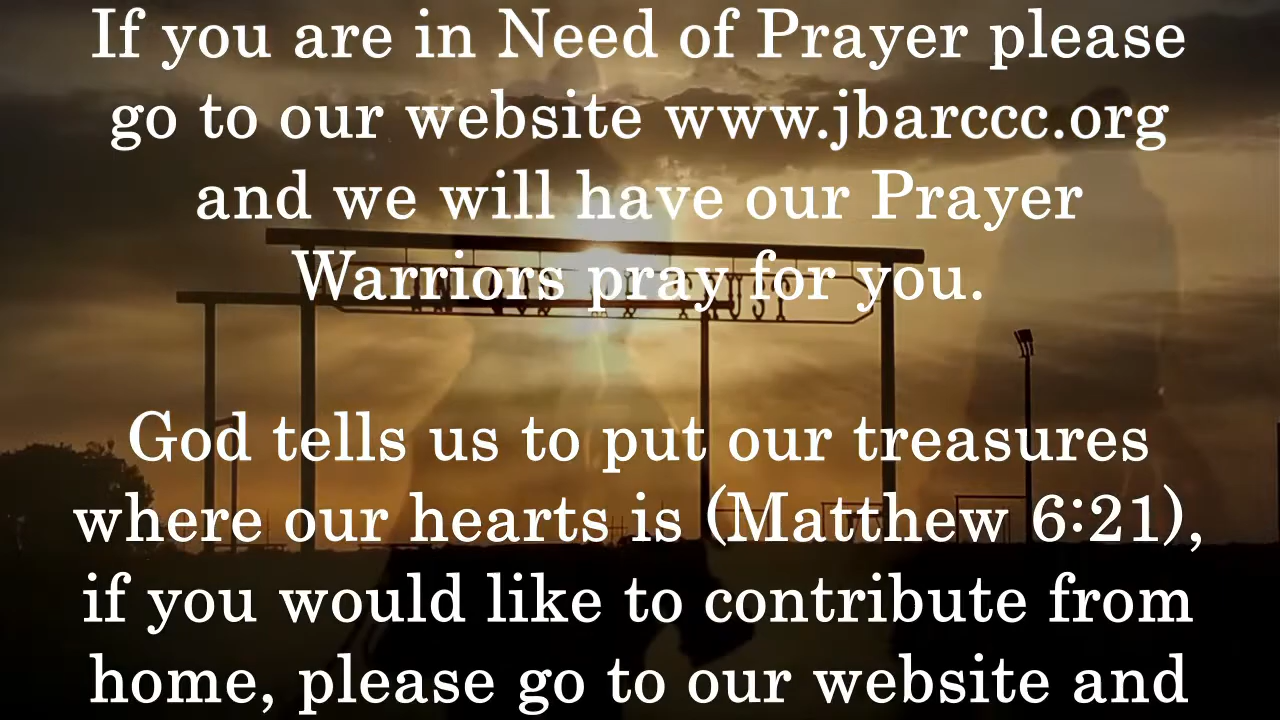 If you are in Need of Prayer please
go to our website www.jbarccc.org
and we will have our Prayer
Warriors pray for you.
God tells us to put our treasures
where our hearts is (Matthew 6:21),
if you would like to contribute from
home, please go to our website and